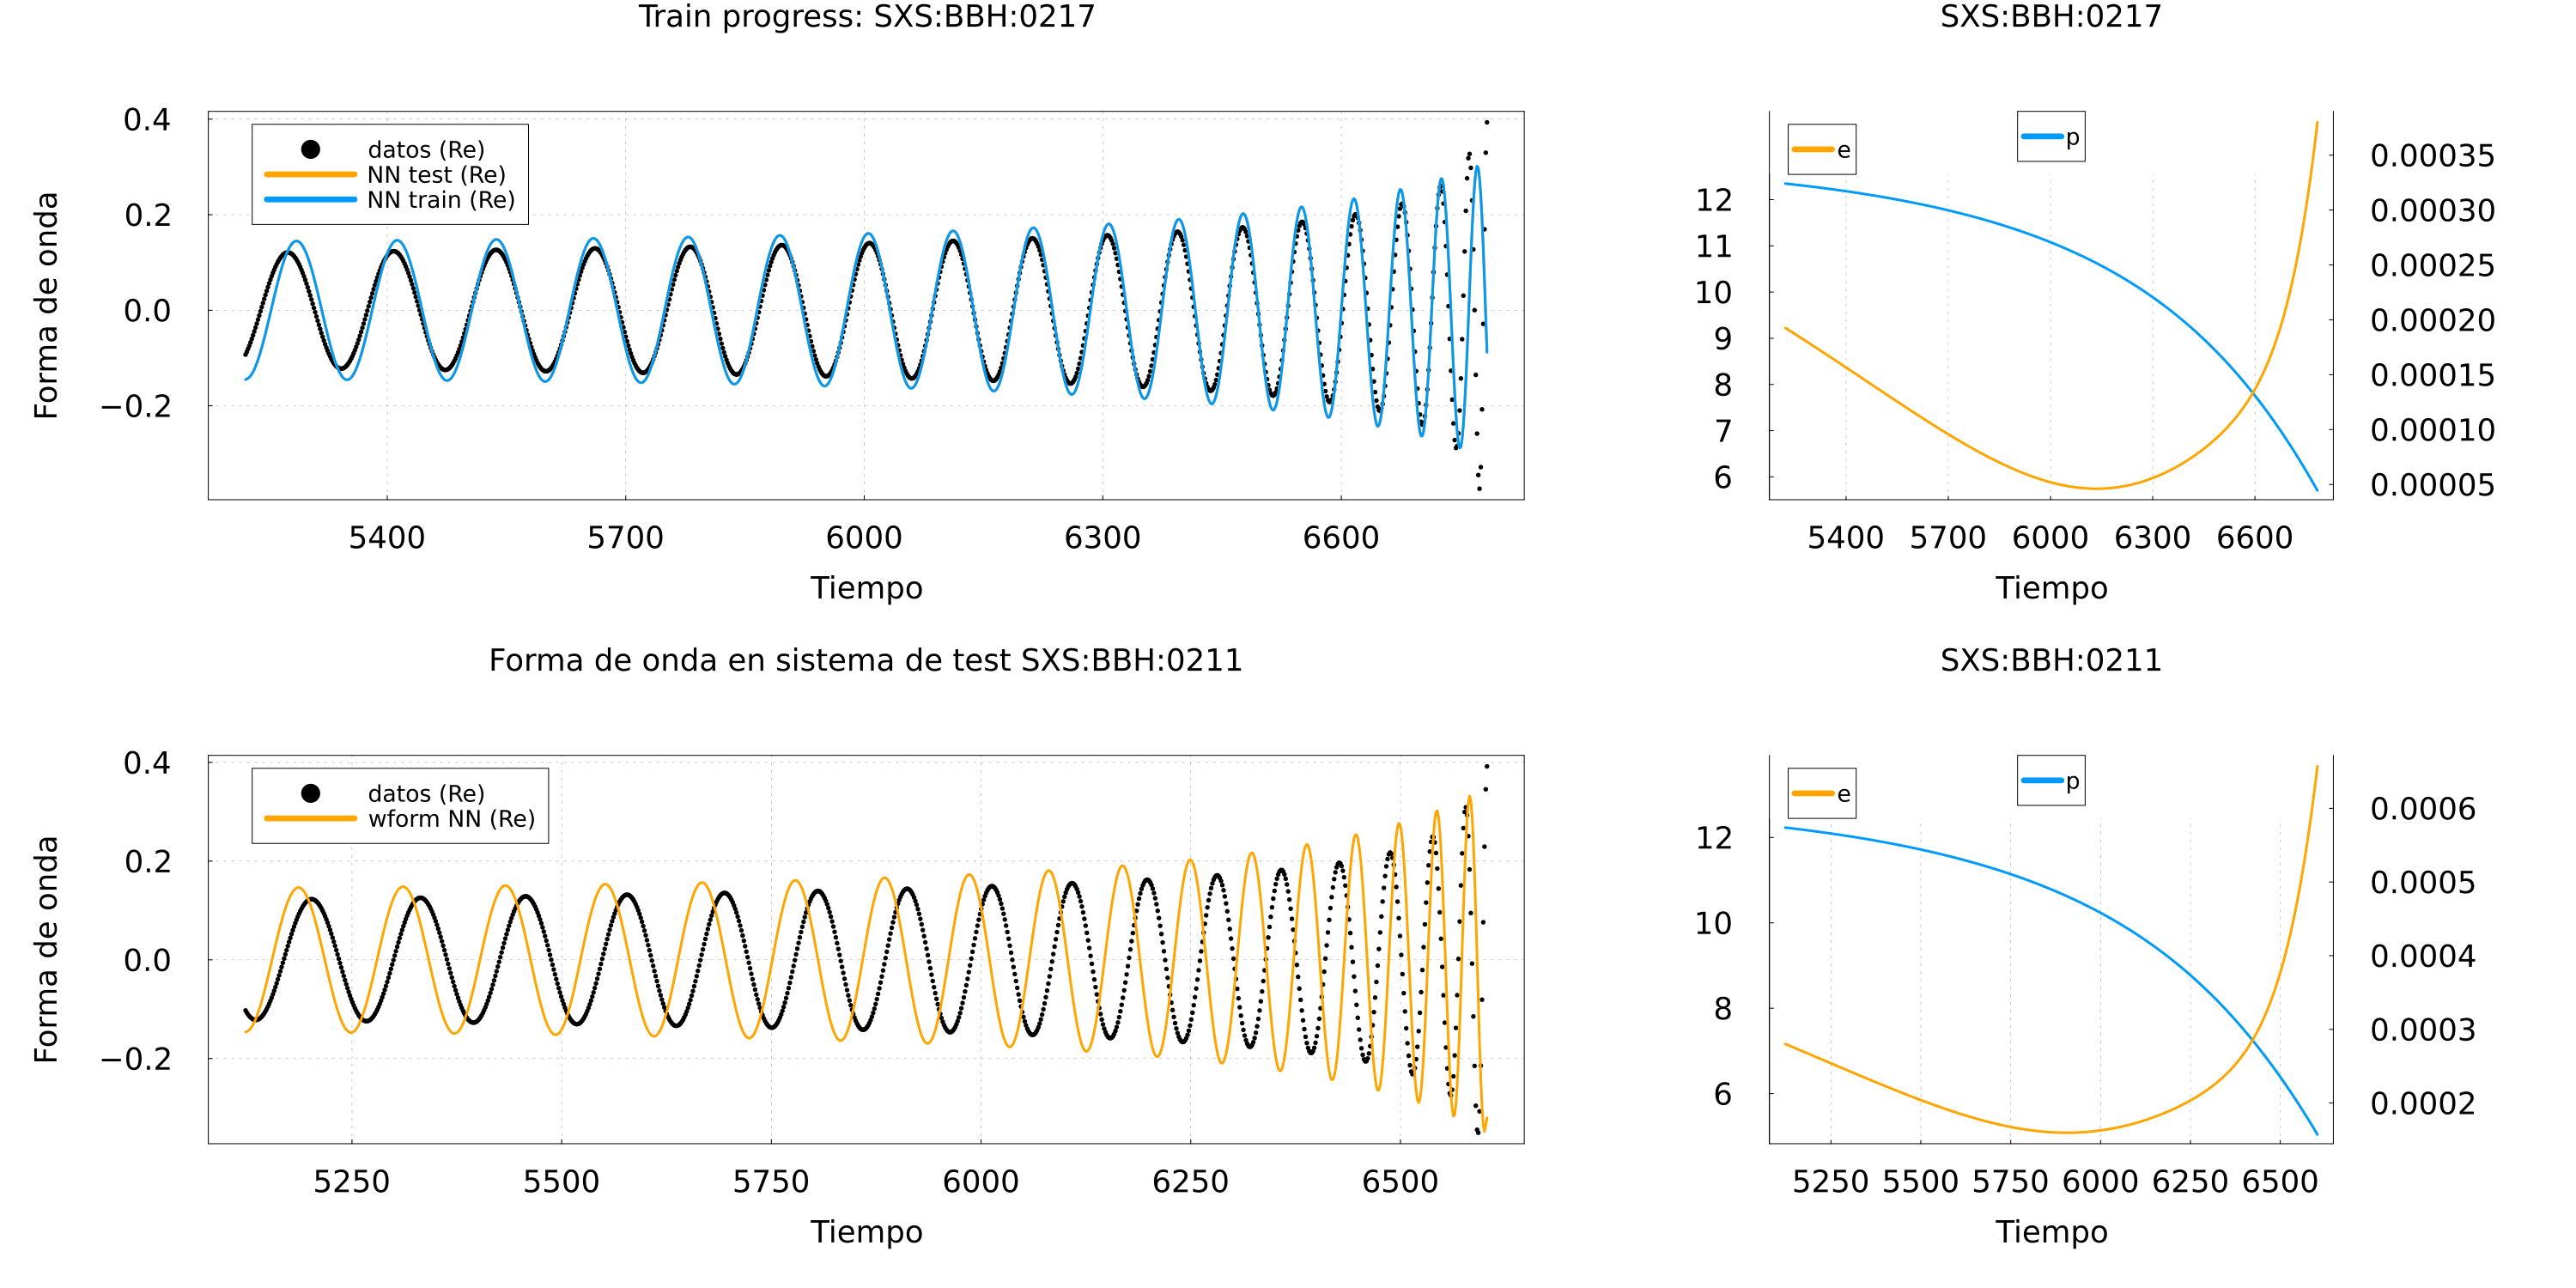 Train progress: SXS:BBH:0217
Forma de onda
0.4
0.2
0.0
−0.2
datos (Re)
NN test (Re)
NN train (Re)
5400 5700 6000 6300 6600
Tiempo
SXS:BBH:0217
e
p
12
11
10
9
8
7
6
0.00035
0.00030
0.00025
0.00020
0.00015
0.00010
0.00005
5400 5700 6000 6300 6600
Tiempo
Forma de onda en sistema de test SXS:BBH:0211
Forma de onda
0.4
0.2
0.0
−0.2
datos (Re)
wform NN (Re)
5250 5500 5750 6000 6250 6500
Tiempo
SXS:BBH:0211
e
p
12
10
8
6
0.0006
0.0005
0.0004
0.0003
0.0002
5250 5500 5750 6000 6250 6500
Tiempo